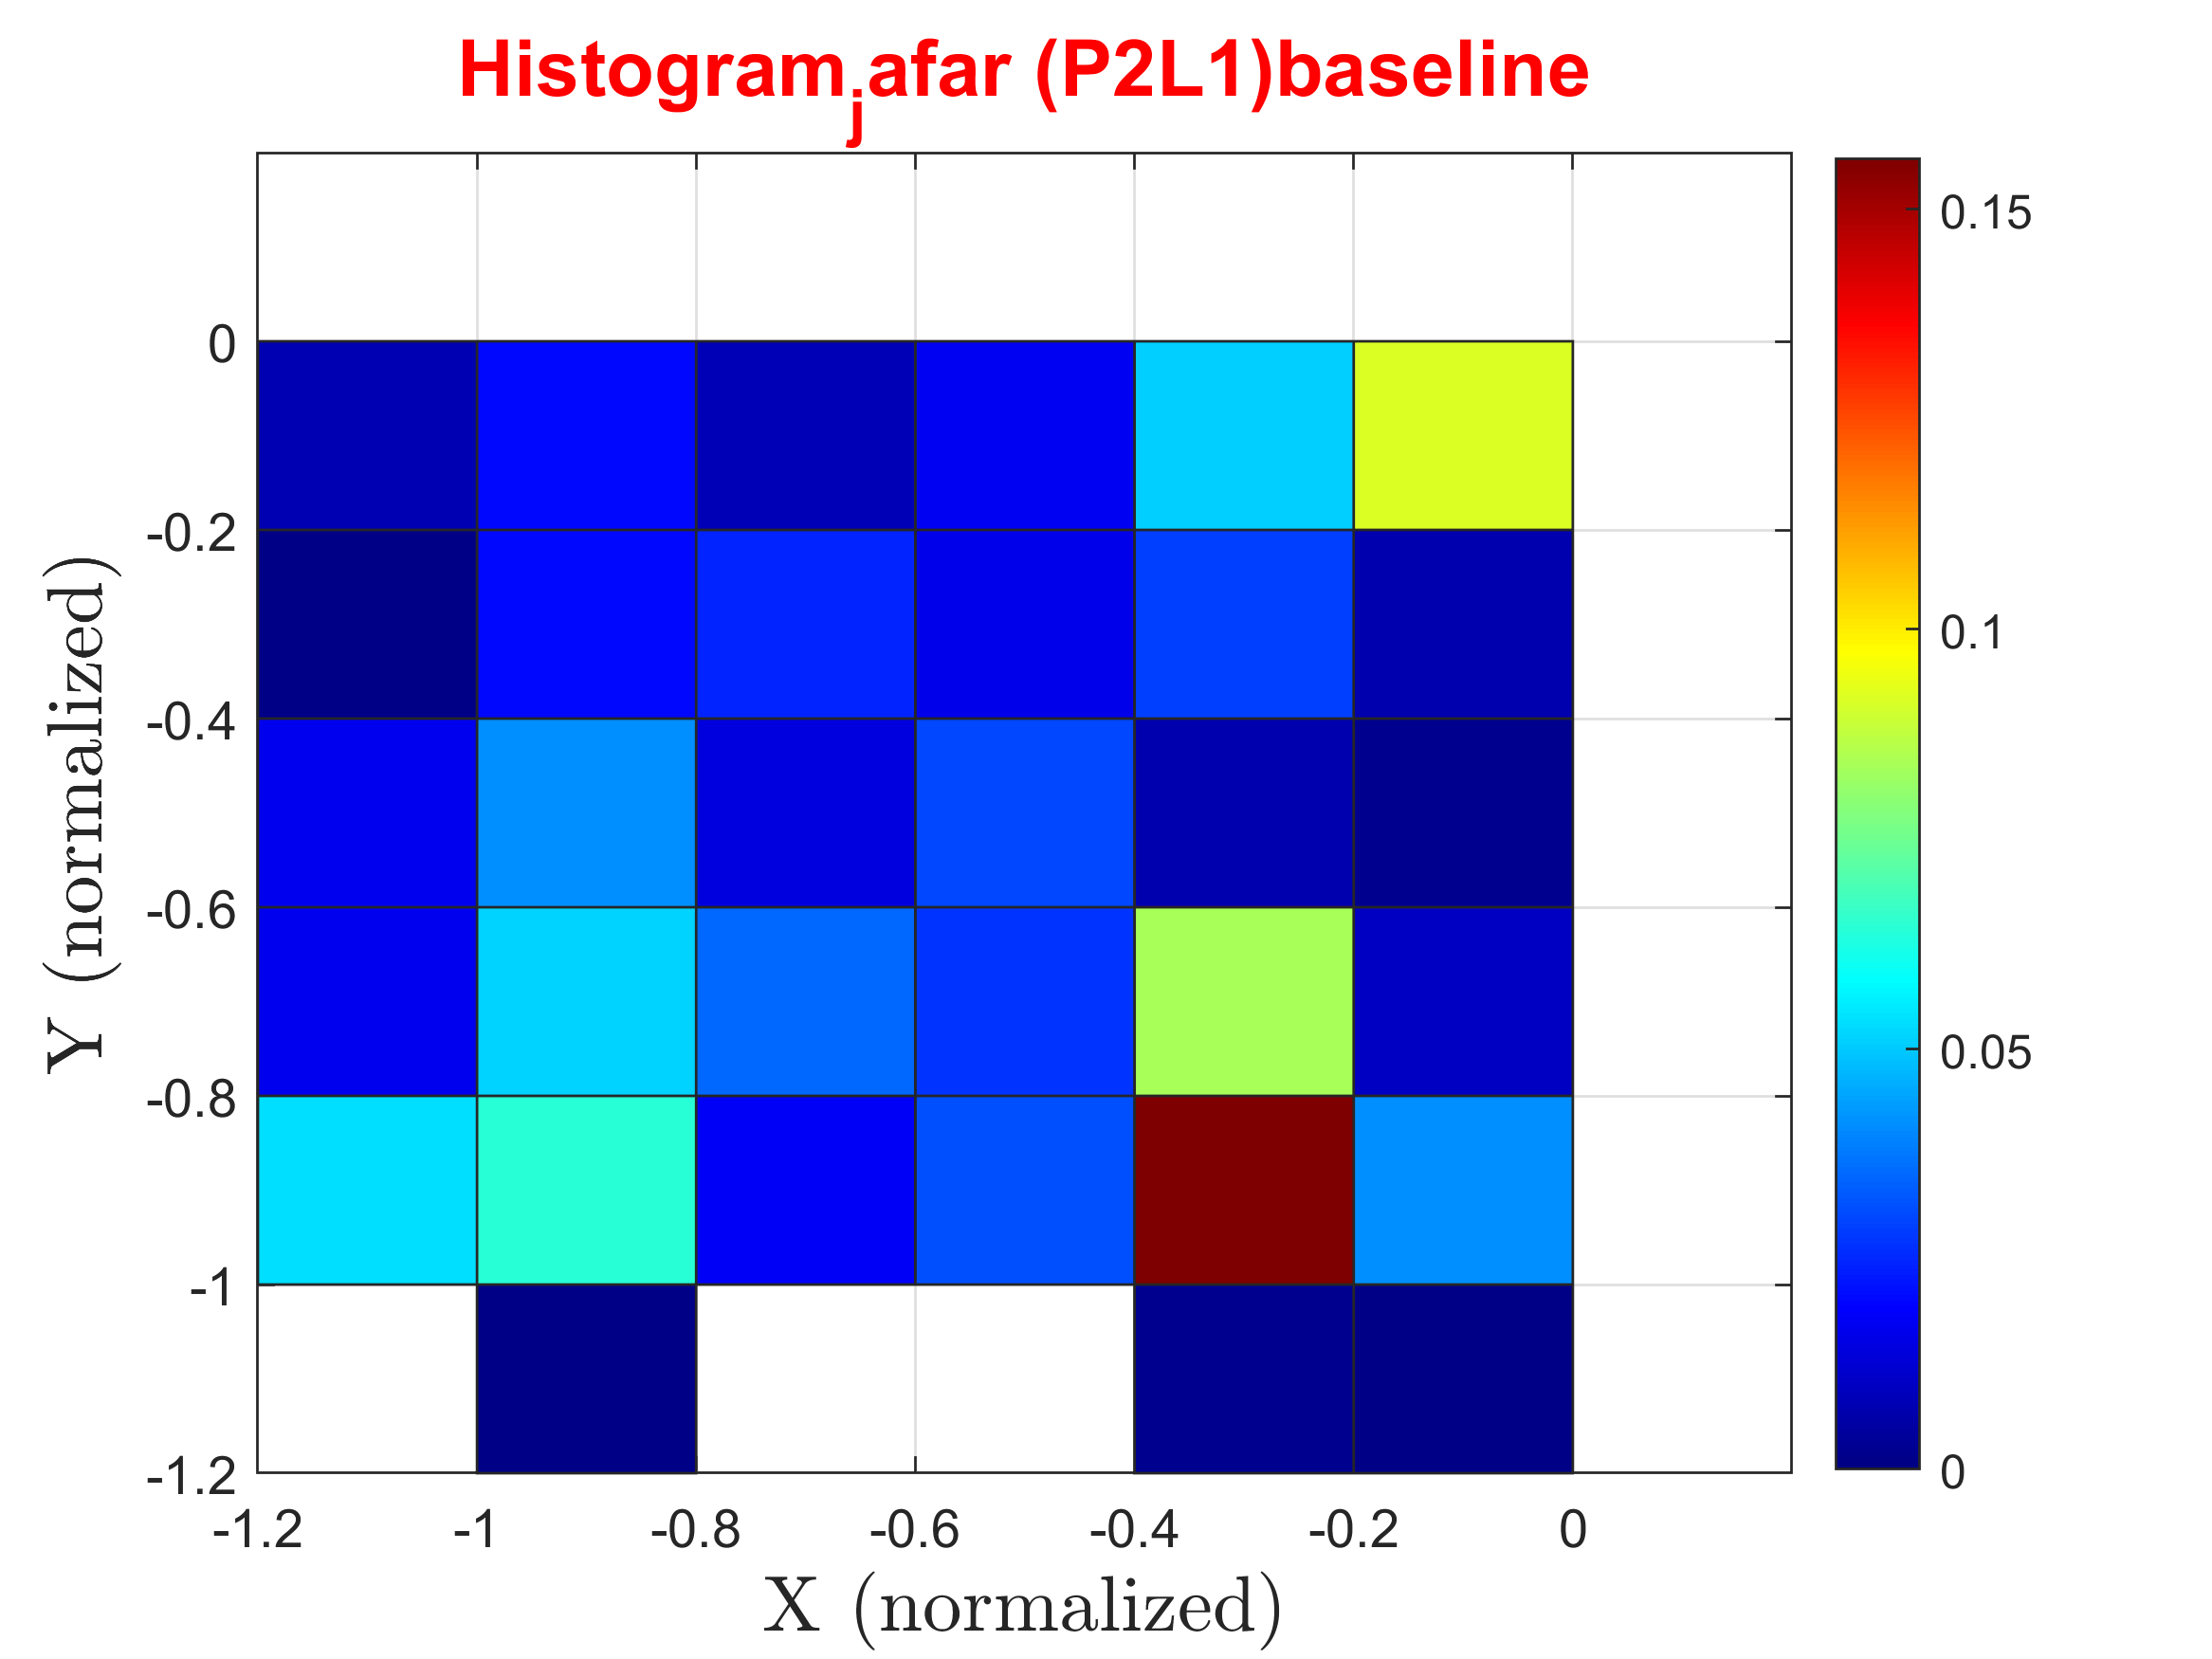 Histogram_jafar (P2L1)baseline
0.15
0.1
0.05
0
0
-0.2
-0.4
-0.6
-0.8
-1
-1.2
Y (normalized)
-1.2 -1 -0.8 -0.6 -0.4 -0.2 0
X (normalized)